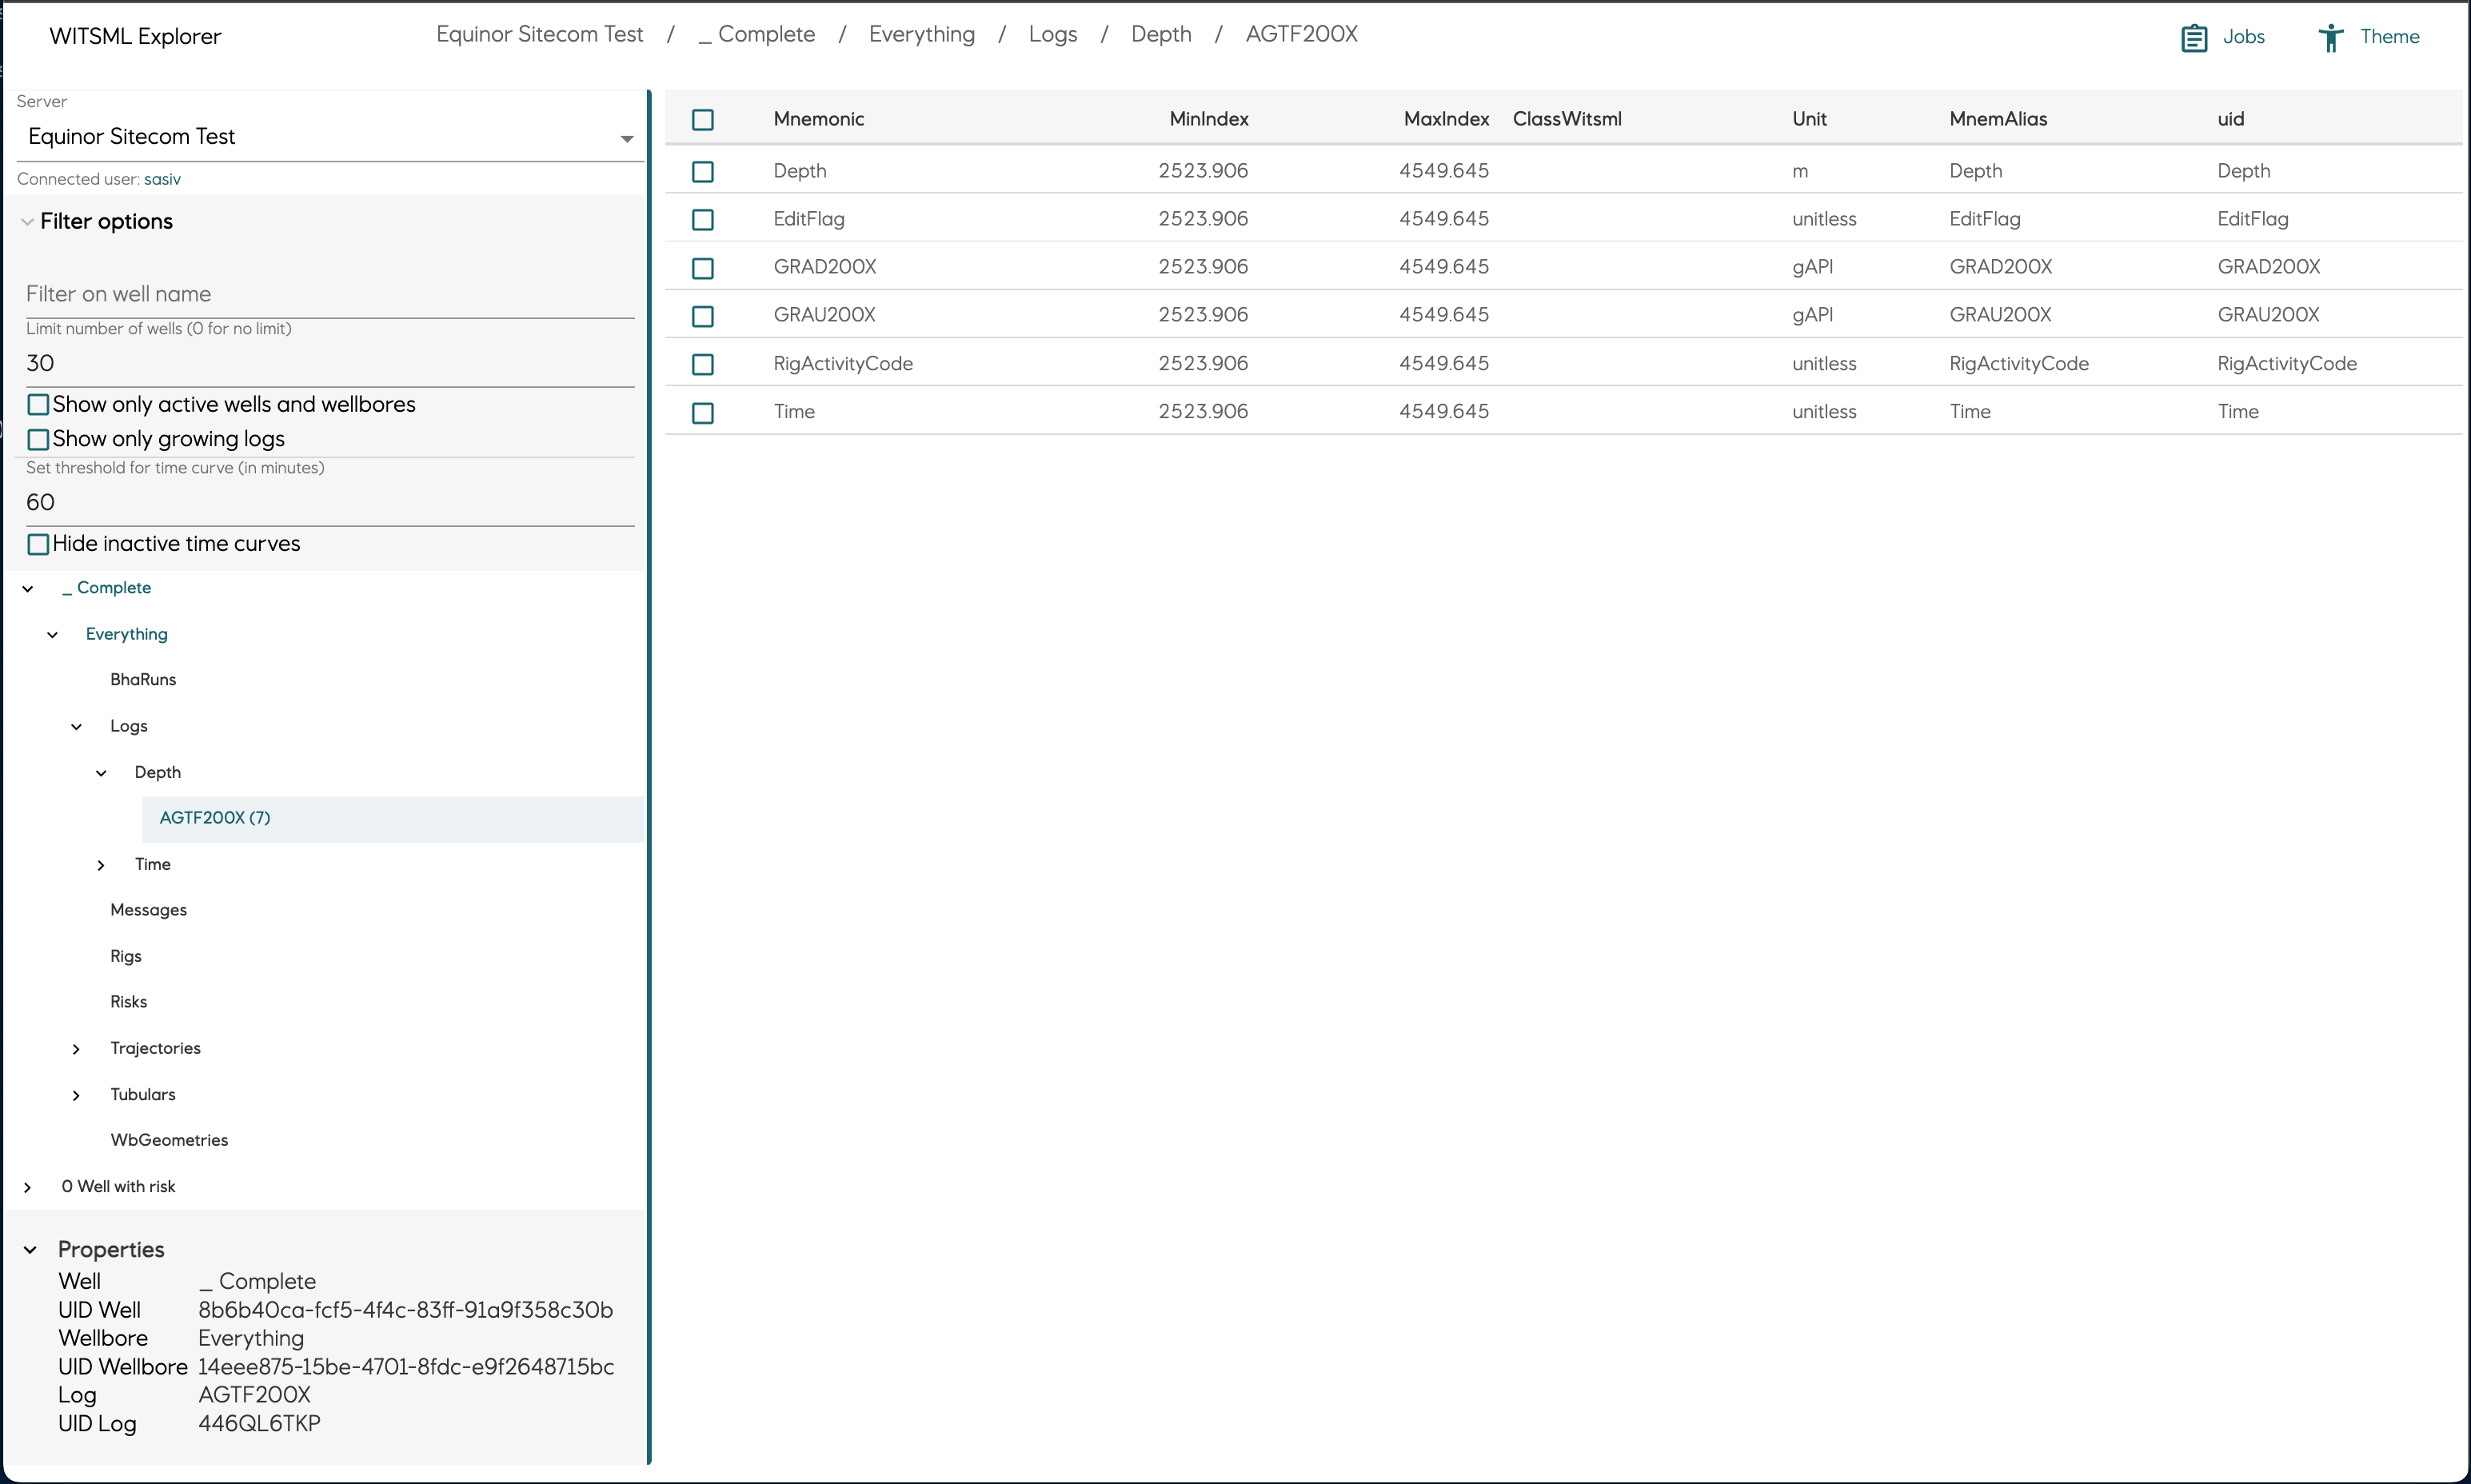 WITSML Explorer
Equinor Sitecom Test / _ Complete / Everything / Logs / Depth / AGTF200X
Jobs
Theme
Server
Equinor Sitecom Test
Connected user: sasiv
Filter options
Filter on well name
Limit number of wells (0 for no limit)
30
Show only active wells and wellbores
Show only growing logs
Set threshold for time curve (in minutes)
60
Hide inactive time curves
_ Complete
Everything
BhaRuns
Logs
Depth
AGTF200X (7)
Time
Messages
Rigs
Risks
Trajectories
Tubulars
WbGeometries
0 Well with risk
Properties
Well _ Complete
UID Well 8b6b40ca-fcf5-4f4c-83ff-91a9f358c30b
Wellbore Everything
UID Wellbore 14eee875-15be-4701-8fdc-e9f2648715bc
Log AGTF200X
UID Log 446QL6TKP
Mnemonic MinIndex MaxIndex ClassWitsml Unit MnemAlias uid
Depth 2523.906 4549.645 m Depth Depth
EditFlag 2523.906 4549.645 unitless EditFlag EditFlag
GRAD200X 2523.906 4549.645 gAPI GRAD200X GRAD200X
GRAU200X 2523.906 4549.645 gAPI GRAU200X GRAU200X
RigActivityCode 2523.906 4549.645 unitless RigActivityCode RigActivityCode
Time 2523.906 4549.645 unitless Time Time